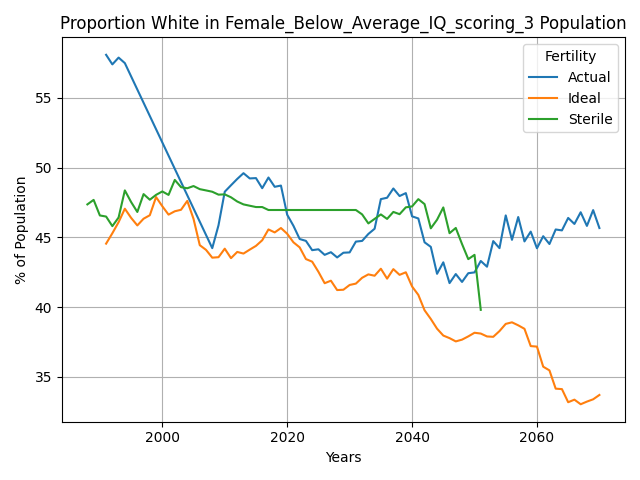 Proportion White in Female_Below_Average_IQ_scoring_3 Population
Fertility
Actual
Ideal
Sterile
% of Population
55
50
45
40
35
2000
2020
2040
2060
Years